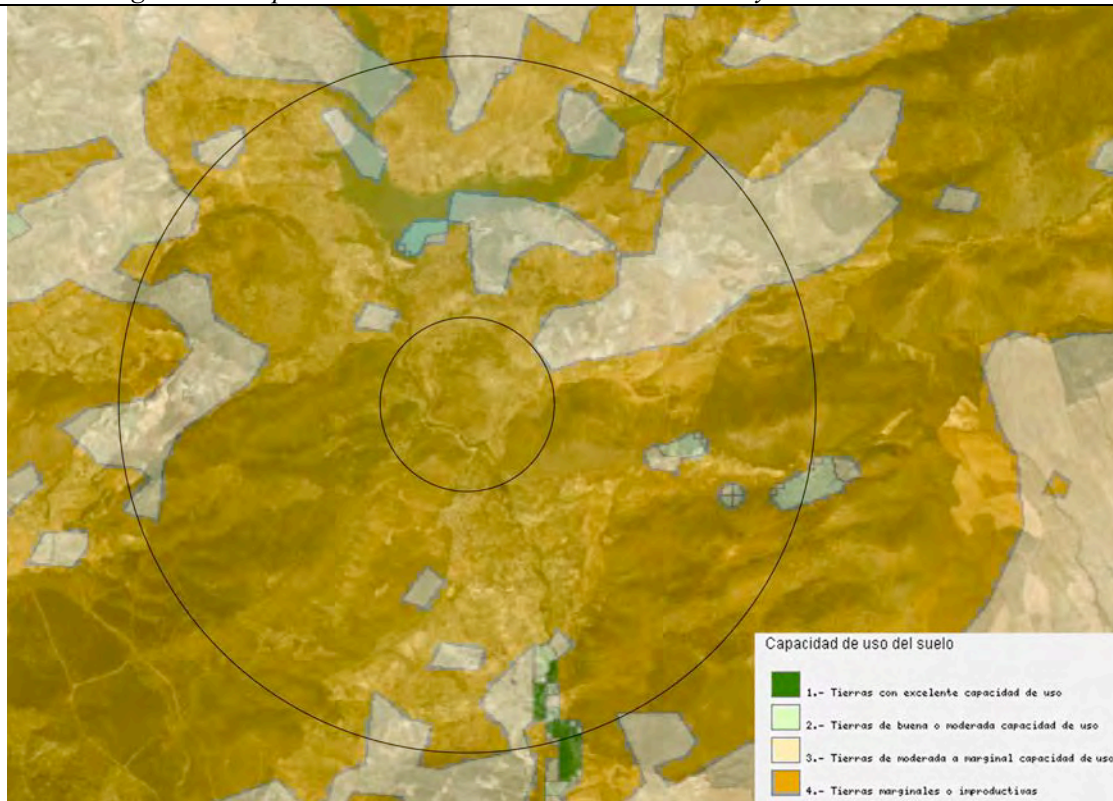 Capacidad de uso del suelo
1.- Tierras con excelente capacidad de uso
2.- Tierras de buena o moderada capacidad de uso
3.- Tierras de moderada a marginal capacidad de uso
4.- Tierras marginales o improductivas